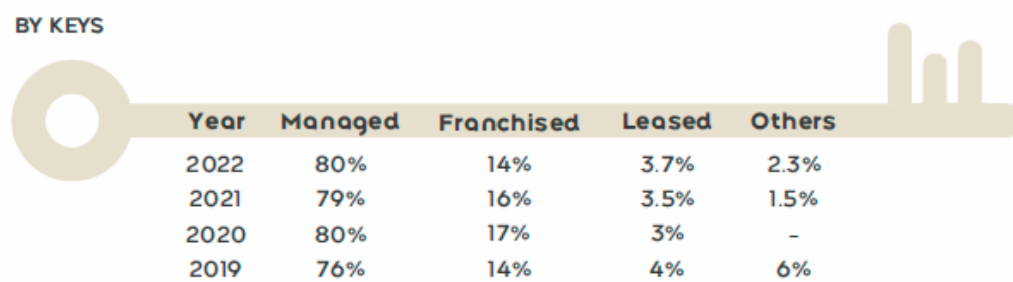 BY KEYS
Year Managed Franchised Leased Others
2022 80% 14% 3.7% 2.3%
2021 79% 16% 3.5% 1.5%
2020 80% 17% 3% -
2019 76% 14% 4% 6%